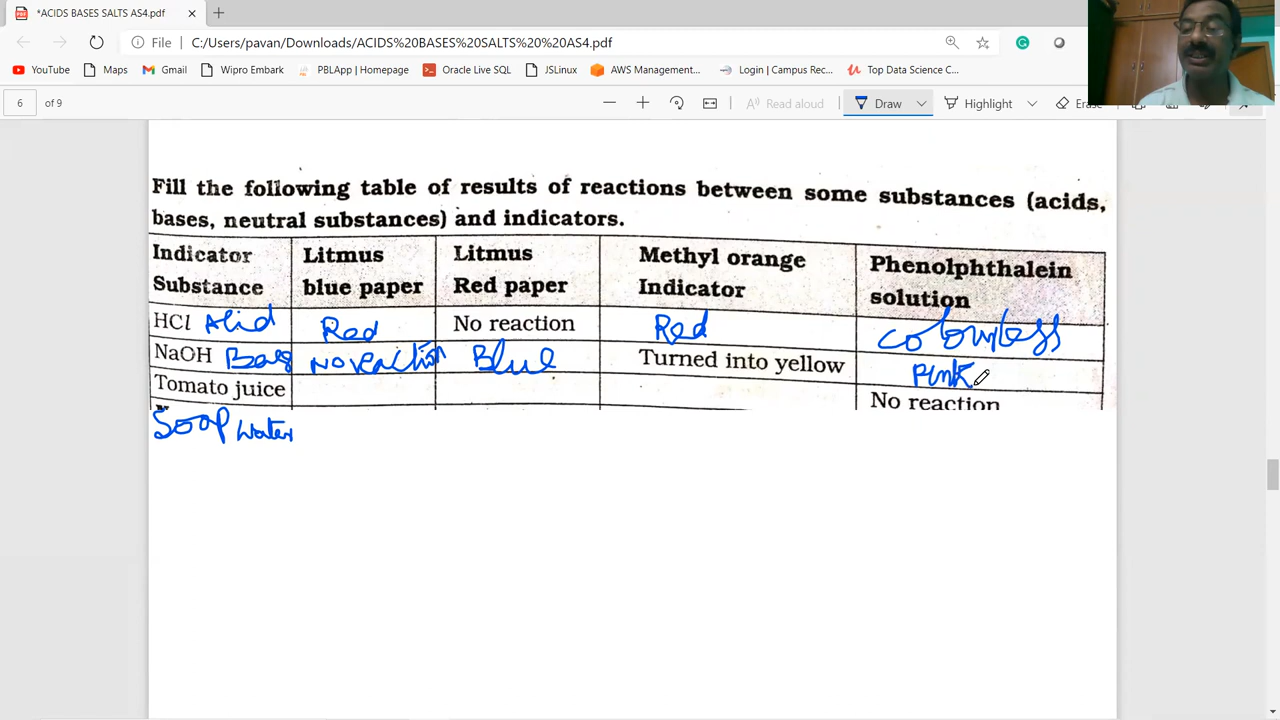 *ACIDS BASES SALTS AS4.pdf
File C:/Users/pavan/Downloads/ACIDS%20BASES%20SALTS%20%20AS4.pdf
YouTube Maps Gmail Wipro Embark PBLApp | Homepage Oracle Live SQL JSLinux AWS Management... Login | Campus Rec... Top Data Science C...
6 of 9 Read aloud Draw Highlight Erase
Fill the following table of results of reactions between some substances (acids,
bases, neutral substances) and indicators.
Indicator Substance Litmus blue paper Litmus Red paper Methyl orange Indicator Phenolphthalein solution
HCl Acid Red No reaction Red colourless
NaOH Base No reaction Blue Turned into yellow Pink
Tomato juice No reaction
Soap water